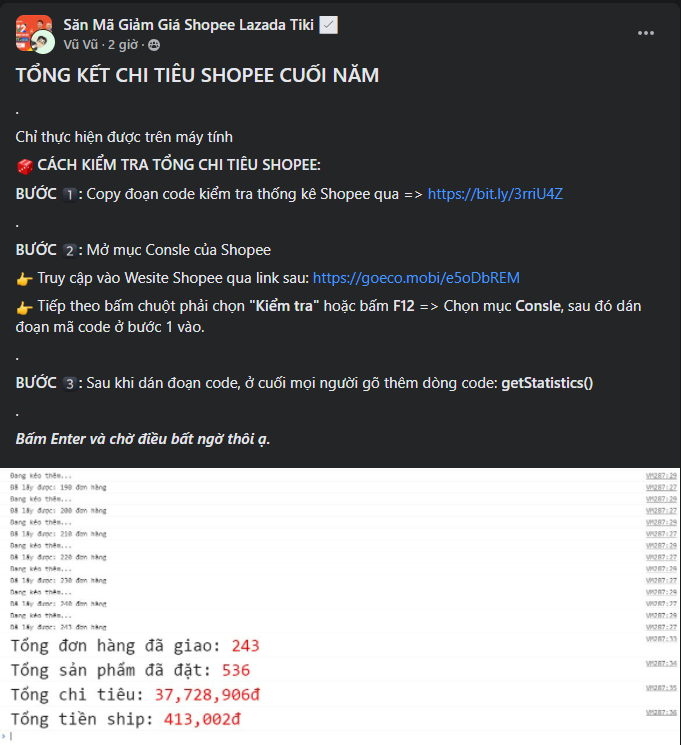 Săn Mã Giảm Giá Shopee Lazada Tiki ✅
Vũ Vũ · 2 giờ ·
TỔNG KẾT CHI TIÊU SHOPEE CUỐI NĂM
.
Chỉ thực hiện được trên máy tính
CÁCH KIỂM TRA TỔNG CHI TIÊU SHOPEE:
BƯỚC 1 : Copy đoạn code kiểm tra thống kê Shopee qua => https://bit.ly/3rriU4Z
.
BƯỚC 2 : Mở mục Consle của Shopee
👉 Truy cập vào Wesite Shopee qua link sau: https://goeco.mobi/e5oDbREM
👉 Tiếp theo bấm chuột phải chọn "Kiểm tra" hoặc bấm F12 => Chọn mục Consle, sau đó dán
đoạn mã code ở bước 1 vào.
.
BƯỚC 3 : Sau khi dán đoạn code, ở cuối mọi người gõ thêm dòng code: getStatistics()
.
Bấm Enter và chờ điều bất ngờ thôi ạ.
Đang kéo thêm... VM287:29
Đã lấy được: 190 đơn hàng VM287:27
Đang kéo thêm... VM287:29
Đã lấy được: 200 đơn hàng VM287:27
Đang kéo thêm... VM287:29
Đã lấy được: 210 đơn hàng VM287:27
Đang kéo thêm... VM287:29
Đã lấy được: 220 đơn hàng VM287:27
Đang kéo thêm... VM287:29
Đã lấy được: 230 đơn hàng VM287:27
Đang kéo thêm... VM287:29
Đã lấy được: 240 đơn hàng VM287:27
Đang kéo thêm... VM287:29
Đã lấy được: 243 đơn hàng VM287:27
Tổng đơn hàng đã giao: 243 VM287:33
Tổng sản phẩm đã đặt: 536 VM287:34
Tổng chi tiêu: 37,728,906đ VM287:35
Tổng tiền ship: 413,002đ VM287:36